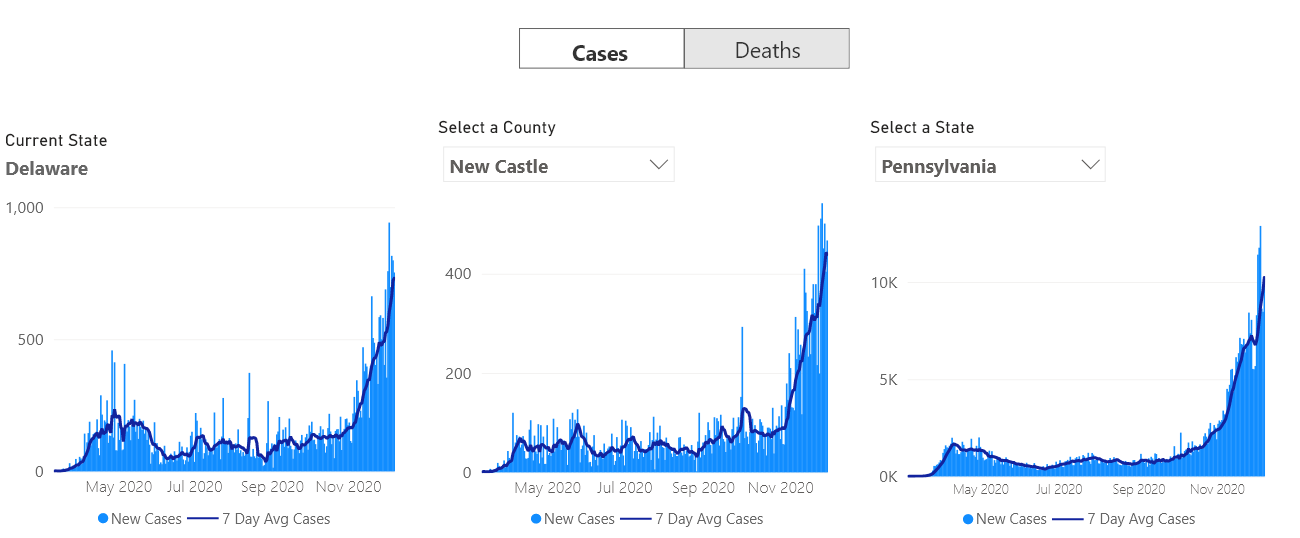 Cases
Deaths
Current State
Delaware
1,000
500
0
May 2020 Jul 2020 Sep 2020 Nov 2020
New Cases 7 Day Avg Cases
Select a County
New Castle
400
200
0
May 2020 Jul 2020 Sep 2020 Nov 2020
New Cases 7 Day Avg Cases
Select a State
Pennsylvania
10K
5K
0K
May 2020 Jul 2020 Sep 2020 Nov 2020
New Cases 7 Day Avg Cases